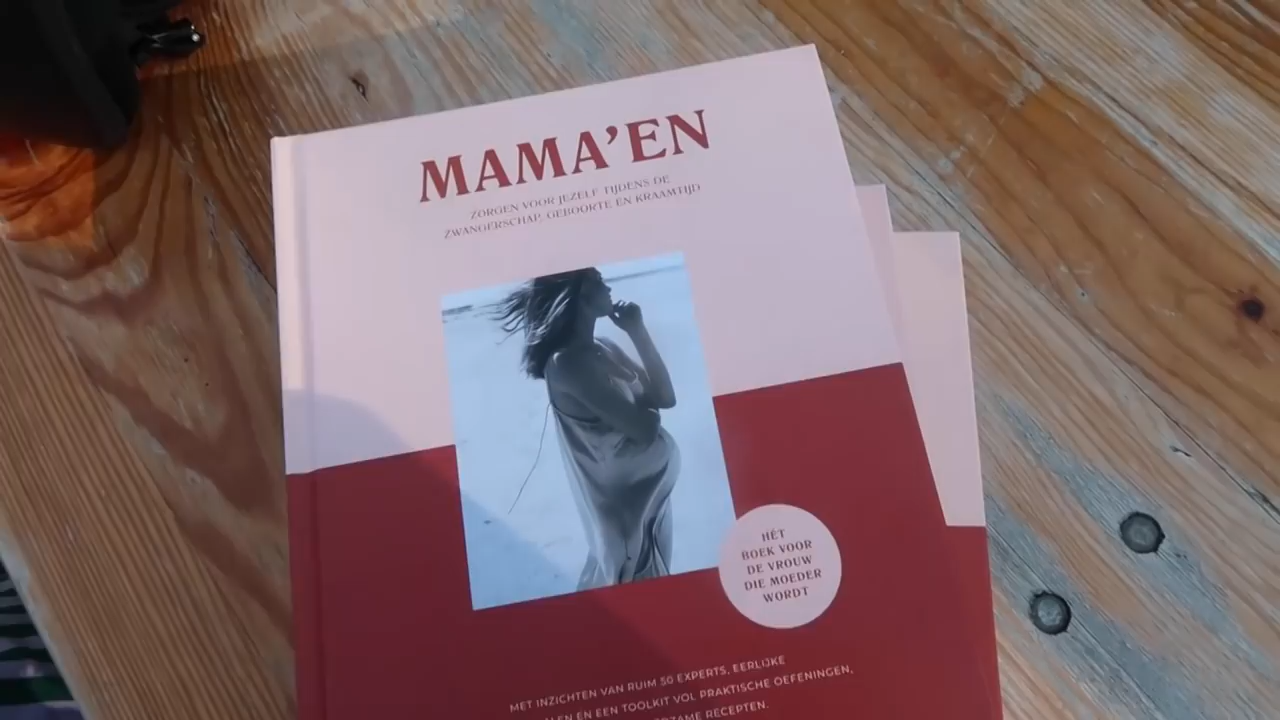 MAMA'EN
ZORGEN VOOR JEZELF TIJDENS DE
ZWANGERSCHAP, GEBOORTE EN KRAAMTIJD
HÉT
BOEK VOOR
DE VROUW
DIE MOEDER
WORDT
MET INZICHTEN VAN RUIM 50 EXPERTS, EERLIJKE
EN EEN TOOLKIT VOL PRAKTISCHE OEFENINGEN,
RECEPTEN.